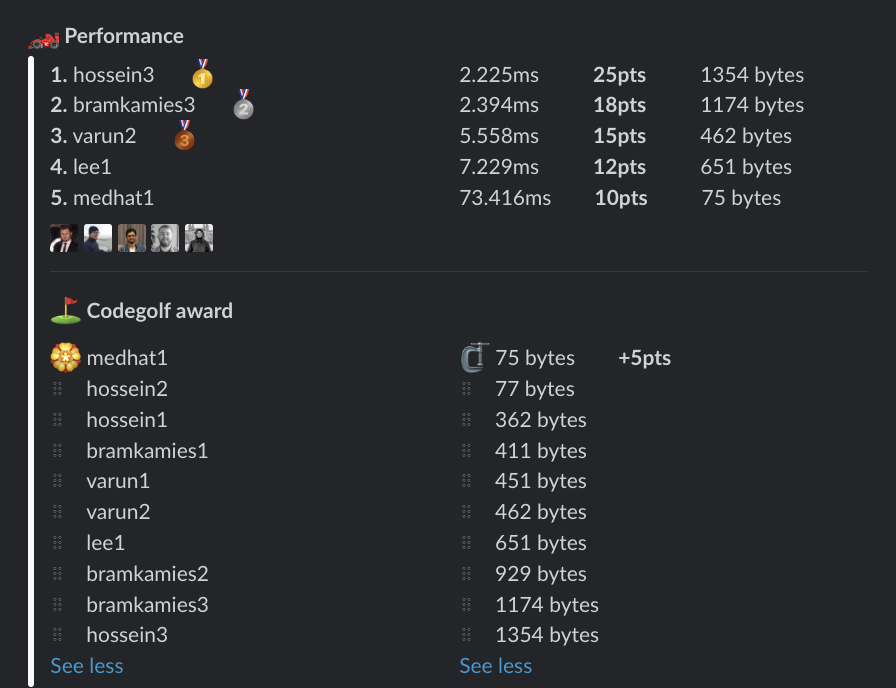 Performance
1. hossein3 1 2.225ms 25pts 1354 bytes
2. bramkamies3 2 2.394ms 18pts 1174 bytes
3. varun2 3 5.558ms 15pts 462 bytes
4. lee1 7.229ms 12pts 651 bytes
5. medhat1 73.416ms 10pts 75 bytes
Codegolf award
medhat1 75 bytes +5pts
hossein2 77 bytes
hossein1 362 bytes
bramkamies1 411 bytes
varun1 451 bytes
varun2 462 bytes
lee1 651 bytes
bramkamies2 929 bytes
bramkamies3 1174 bytes
hossein3 1354 bytes
See less See less